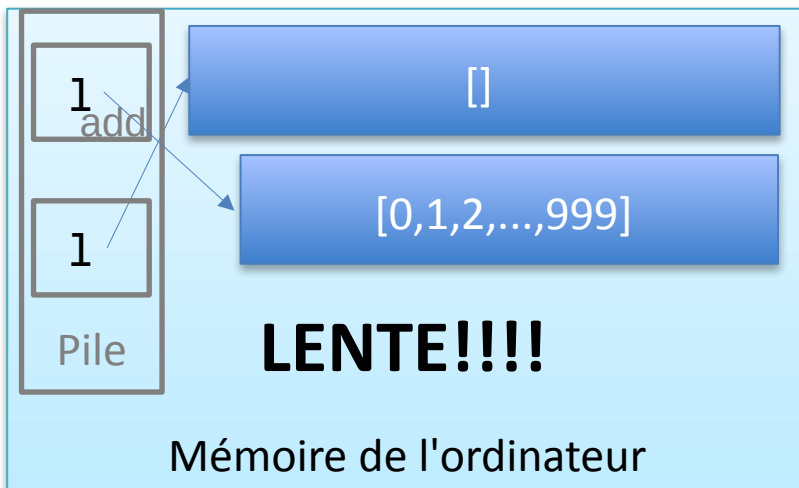 l
add
[]
[0,1,2,...,999]
l
Pile
LENTE!!!!
Mémoire de l'ordinateur